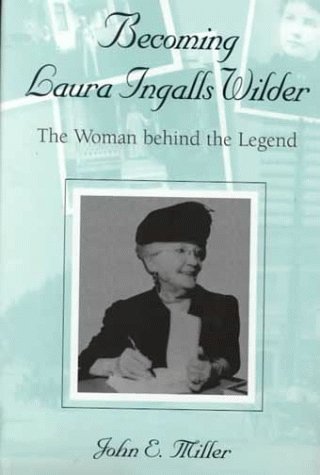 Becoming
Laura Ingalls Wilder
The Woman behind the Legend
John E. Miller